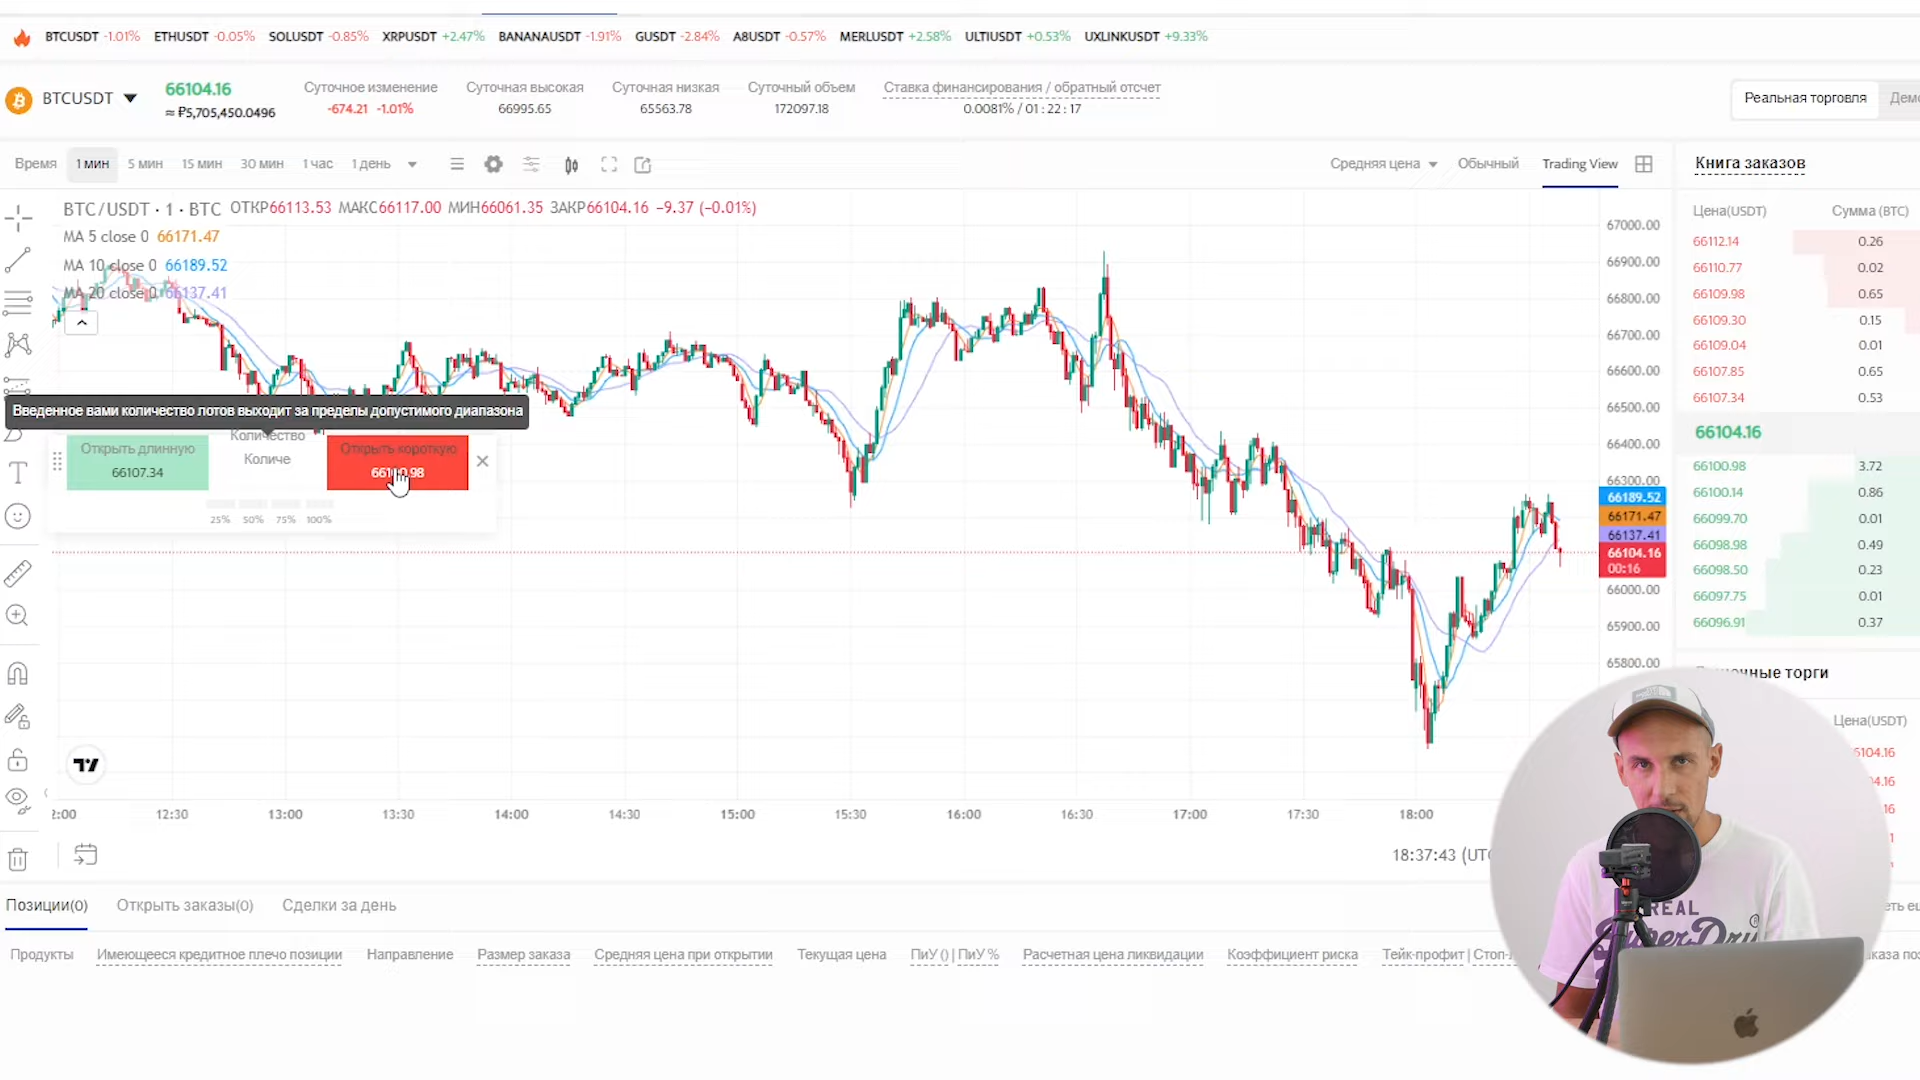 BTCUSDT -1.01% ETHUSDT -0.05% SOLUSDT -0.85% XRPUSDT +2.47% BANANAUSDT -1.91% GUSDT -2.84% A8USDT -0.57% MERLUSDT +2.58% ULTIUSDT +0.53% UXLINKUSDT +9.33%
BTCUSDT
66104.16
≈ ₽5,705,450.0496
Суточное изменение
-674.21 -1.01%
Суточная высокая
66995.65
Суточная низкая
65563.78
Суточный объем
172097.18
Ставка финансирования / обратный отсчет
0.0081% / 01 : 22 : 17
Реальная торговля
Время 1 мин 5 мин 15 мин 30 мин 1 час 1 день
Средняя цена Обычный Trading View
BTC/USDT · 1 · BTC ОТКР66113.53 МАКС66117.00 МИН66061.35 ЗАКР66104.16 −9.37 (−0.01%)
MA 5 close 0 66171.47
MA 10 close 0 66189.52
MA 20 close 0 66137.41
Введенное вами количество лотов выходит за пределы допустимого диапазона
Открыть длинную
66107.34
Количество
Количе
Открыть короткую
25% 50% 75% 100%
67000.00
66900.00
66800.00
66700.00
66600.00
66500.00
66400.00
66300.00
66189.52
66171.47
66137.41
66104.16
00:16
66000.00
65900.00
65800.00
12:30 13:00 13:30 14:00 14:30 15:00 15:30 16:00 16:30 17:00 17:30 18:00
18:37:43
Книга заказов
Цена(USDT) Сумма (BTC)
66112.14 0.26
66110.77 0.02
66109.98 0.65
66109.30 0.15
66109.04 0.01
66107.85 0.65
66107.34 0.53
66104.16
66100.98 3.72
66100.14 0.86
66099.70 0.01
66098.98 0.49
66098.50 0.23
66097.75 0.01
66096.91 0.37
торги
Цена(USDT)
Позиции(0) Открыть заказы(0) Сделки за день
Продукты Имеющееся кредитное плечо позиции Направление Размер заказа Средняя цена при открытии Текущая цена ПиУ () | ПиУ % Расчетная цена ликвидации Коэффициент риска Тейк-профит |
REAL